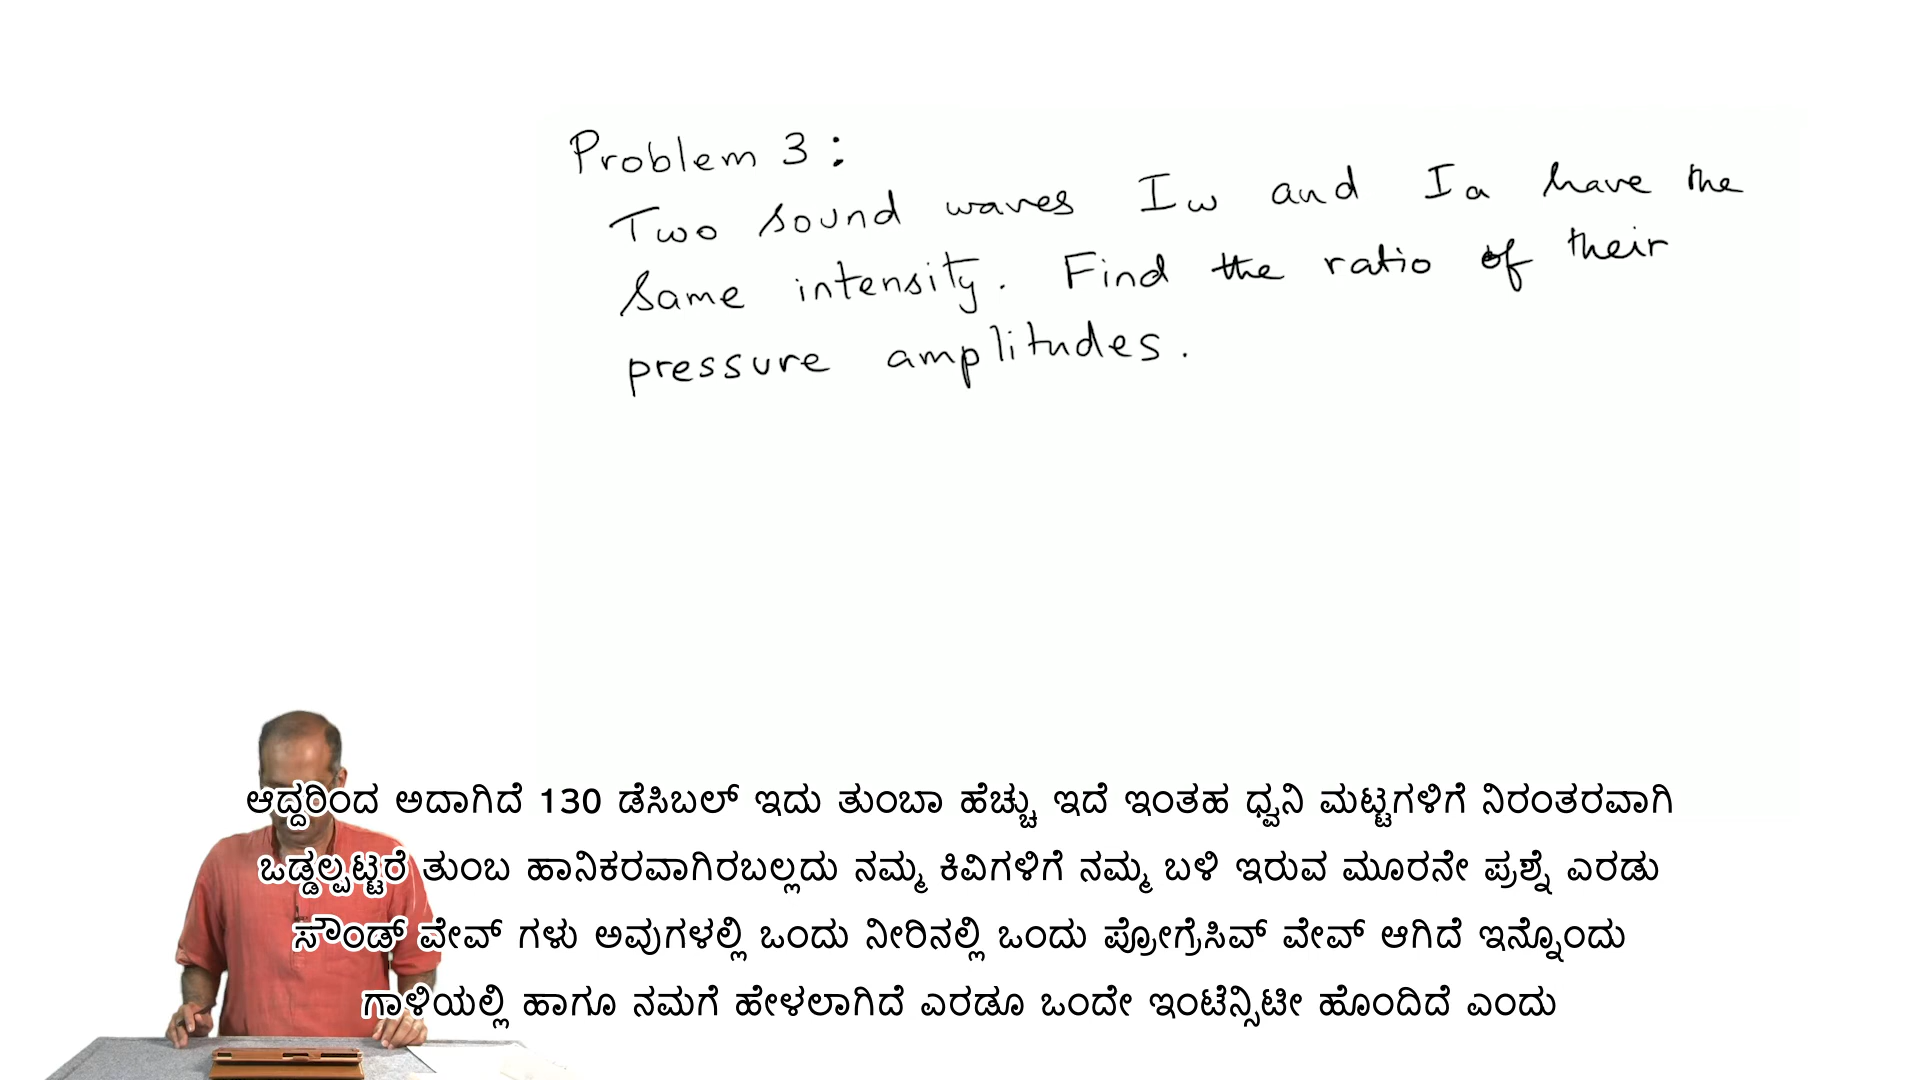 Problem 3 :
Two sound waves Iω and Ia have the
same intensity. Find the ratio of their
pressure amplitudes.
ಆದ್ದರಿಂದ ಅದಾಗಿದೆ 130 ಡೆಸಿಬಲ್ ಇದು ತುಂಬಾ ಹೆಚ್ಚು ಇದೆ ಇಂತಹ ಧ್ವನಿ ಮಟ್ಟಗಳಿಗೆ ನಿರಂತರವಾಗಿ
ಒಡ್ಡಲ್ಪಟ್ಟರೆ ತುಂಬ ಹಾನಿಕರವಾಗಿರಬಲ್ಲದು ನಮ್ಮ ಕಿವಿಗಳಿಗೆ ನಮ್ಮ ಬಳಿ ಇರುವ ಮೂರನೇ ಪ್ರಶ್ನೆ ಎರಡು
ಸೌಂಡ್ ವೇವ್ ಗಳು ಅವುಗಳಲ್ಲಿ ಒಂದು ನೀರಿನಲ್ಲಿ ಒಂದು ಪ್ರೋಗ್ರೆಸಿವ್ ವೇವ್ ಆಗಿದೆ ಇನ್ನೊಂದು
ಗಾಳಿಯಲ್ಲಿ ಹಾಗೂ ನಮಗೆ ಹೇಳಲಾಗಿದೆ ಎರಡೂ ಒಂದೇ ಇಂಟೆನ್ಸಿಟೀ ಹೊಂದಿದೆ ಎಂದು